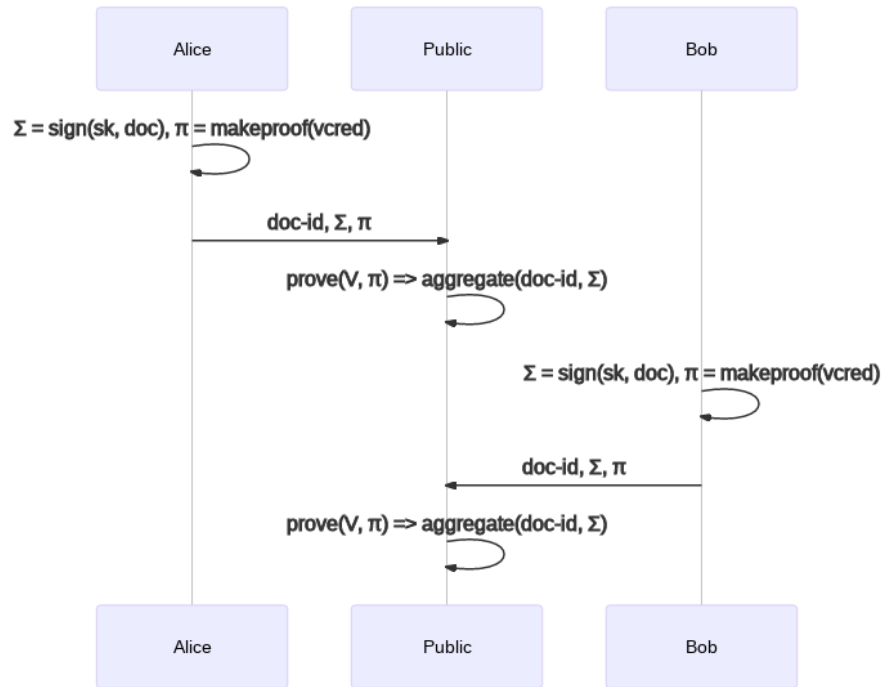 Alice
Public
Bob
Σ = sign(sk, doc), π = makeproof(vcred)
doc-id, Σ, π
prove(V, π) => aggregate(doc-id, Σ)
Σ = sign(sk, doc), π = makeproof(vcred)
doc-id, Σ, π
prove(V, π) => aggregate(doc-id, Σ)
Alice
Public
Bob